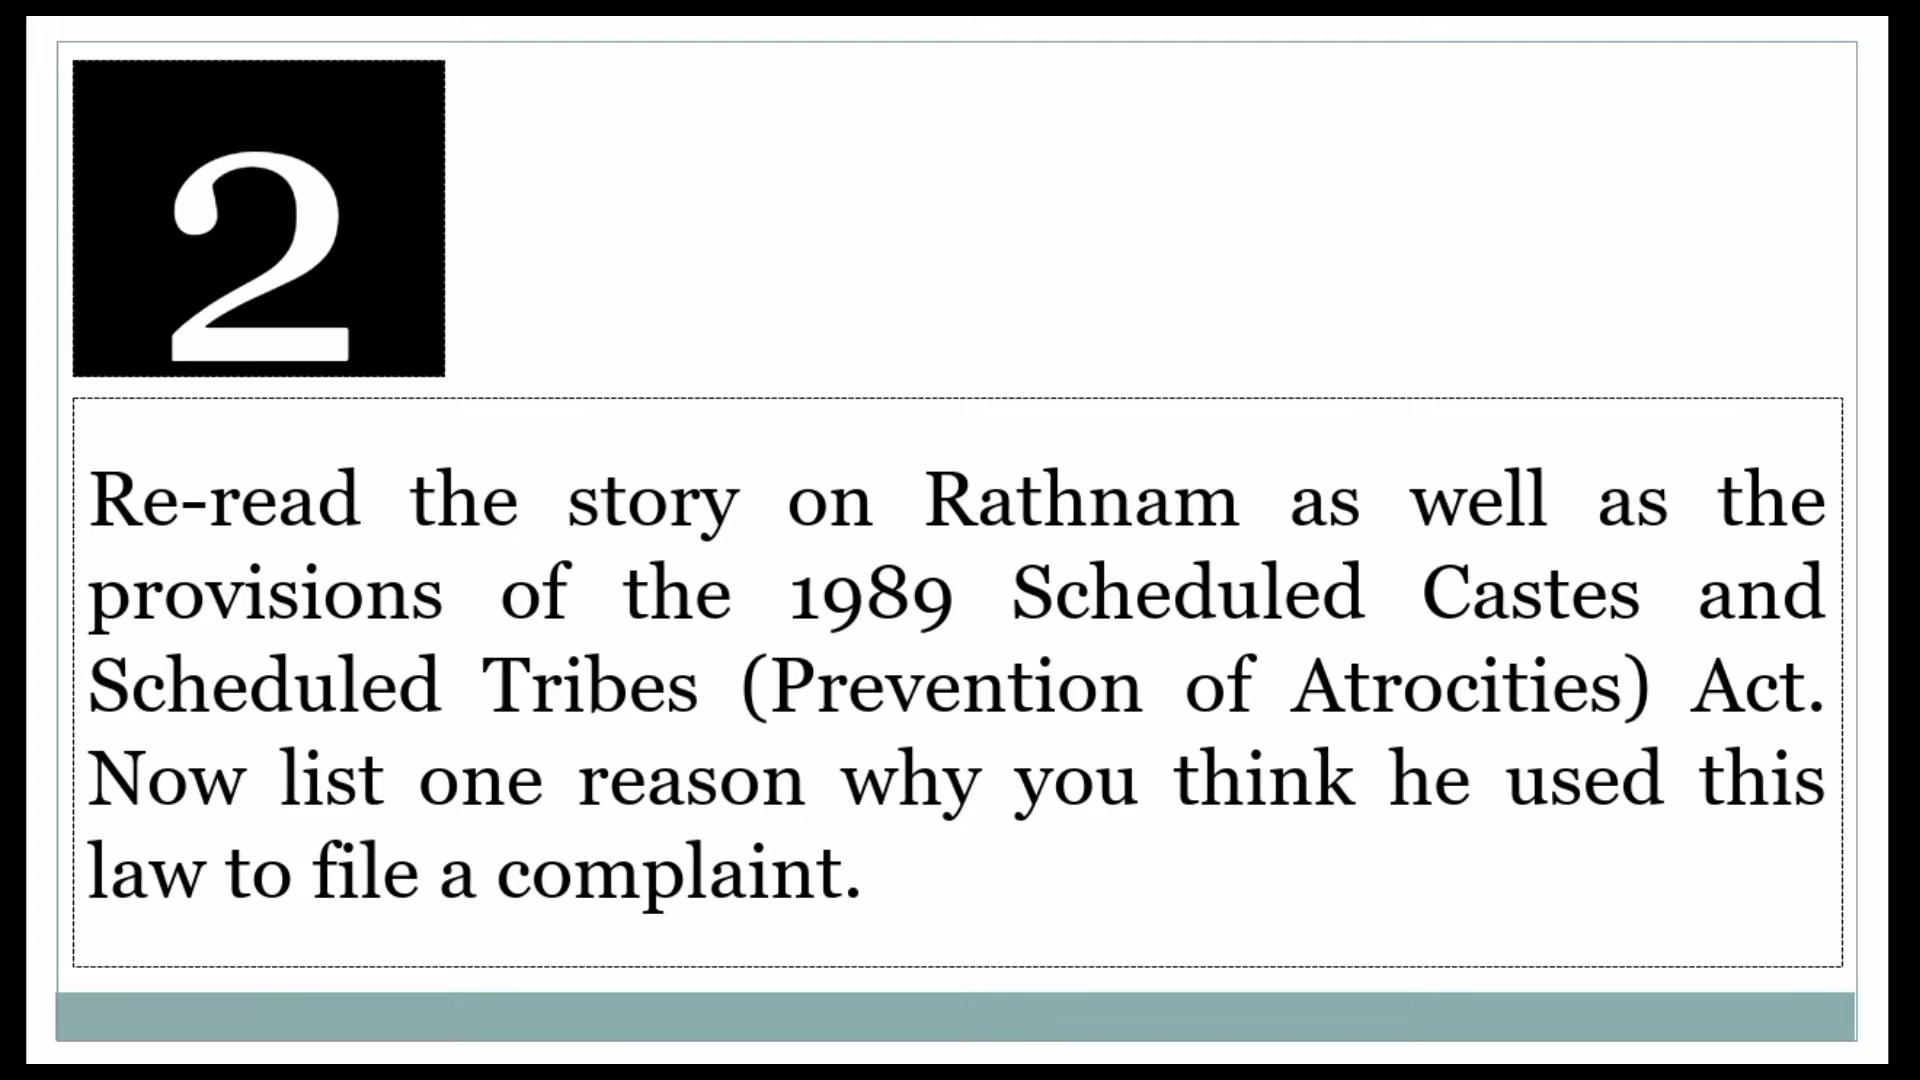 2
Re-read the story on Rathnam as well as the
provisions of the 1989 Scheduled Castes and
Scheduled Tribes (Prevention of Atrocities) Act.
Now list one reason why you think he used this
law to file a complaint.